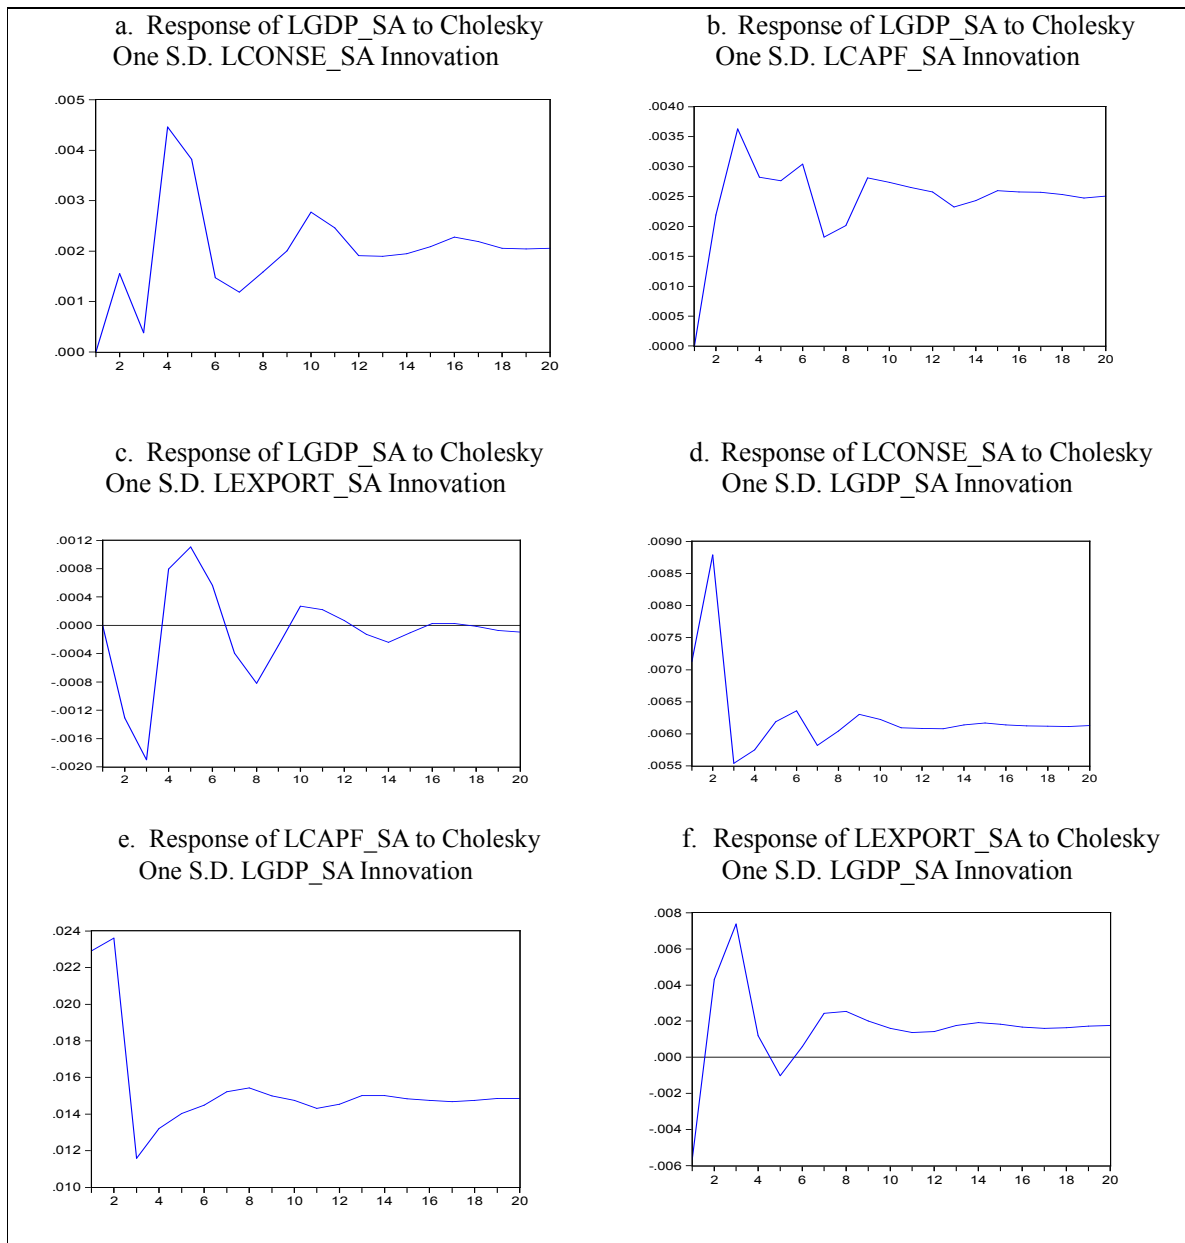 a. Response of LGDP_SA to Cholesky
One S.D. LCONSE_SA Innovation
.005
.004
.003
.002
.001
.000
2 4 6 8 10 12 14 16 18 20
b. Response of LGDP_SA to Cholesky
One S.D. LCAPF_SA Innovation
.0040
.0035
.0030
.0025
.0020
.0015
.0010
.0005
.0000
2 4 6 8 10 12 14 16 18 20
c. Response of LGDP_SA to Cholesky
One S.D. LEXPORT_SA Innovation
.0012
.0008
.0004
.0000
-.0004
-.0008
-.0012
-.0016
-.0020
2 4 6 8 10 12 14 16 18 20
d. Response of LCONSE_SA to Cholesky
One S.D. LGDP_SA Innovation
.0090
.0085
.0080
.0075
.0070
.0065
.0060
.0055
2 4 6 8 10 12 14 16 18 20
e. Response of LCAPF_SA to Cholesky
One S.D. LGDP_SA Innovation
.024
.022
.020
.018
.016
.014
.012
.010
2 4 6 8 10 12 14 16 18 20
f. Response of LEXPORT_SA to Cholesky
One S.D. LGDP_SA Innovation
.008
.006
.004
.002
.000
-.002
-.004
-.006
2 4 6 8 10 12 14 16 18 20